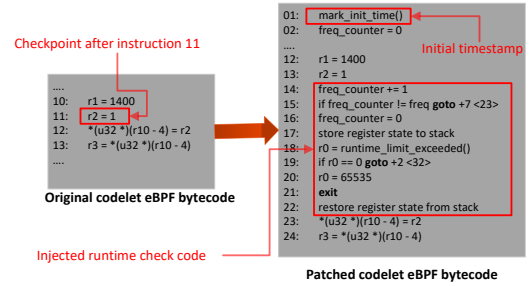 Checkpoint after instruction 11
....
10: r1 = 1400
11: r2 = 1
12: *(u32 *)(r10 - 4) = r2
13: r3 = *(u32 *)(r10 - 4)
....
Original codelet eBPF bytecode
Injected runtime check code
01: mark_init_time()
02: freq_counter = 0
....
Initial timestamp
12: r1 = 1400
13: r2 = 1
14: freq_counter += 1
15: if freq_counter != freq goto +7 <23>
16: freq_counter = 0
17: store register state to stack
18: r0 = runtime_limit_exceeded()
19: if r0 == 0 goto +2 <32>
20: r0 = 65535
21: exit
22: restore register state from stack
23: *(u32 *)(r10 - 4) = r2
24: r3 = *(u32 *)(r10 - 4)
Patched codelet eBPF bytecode